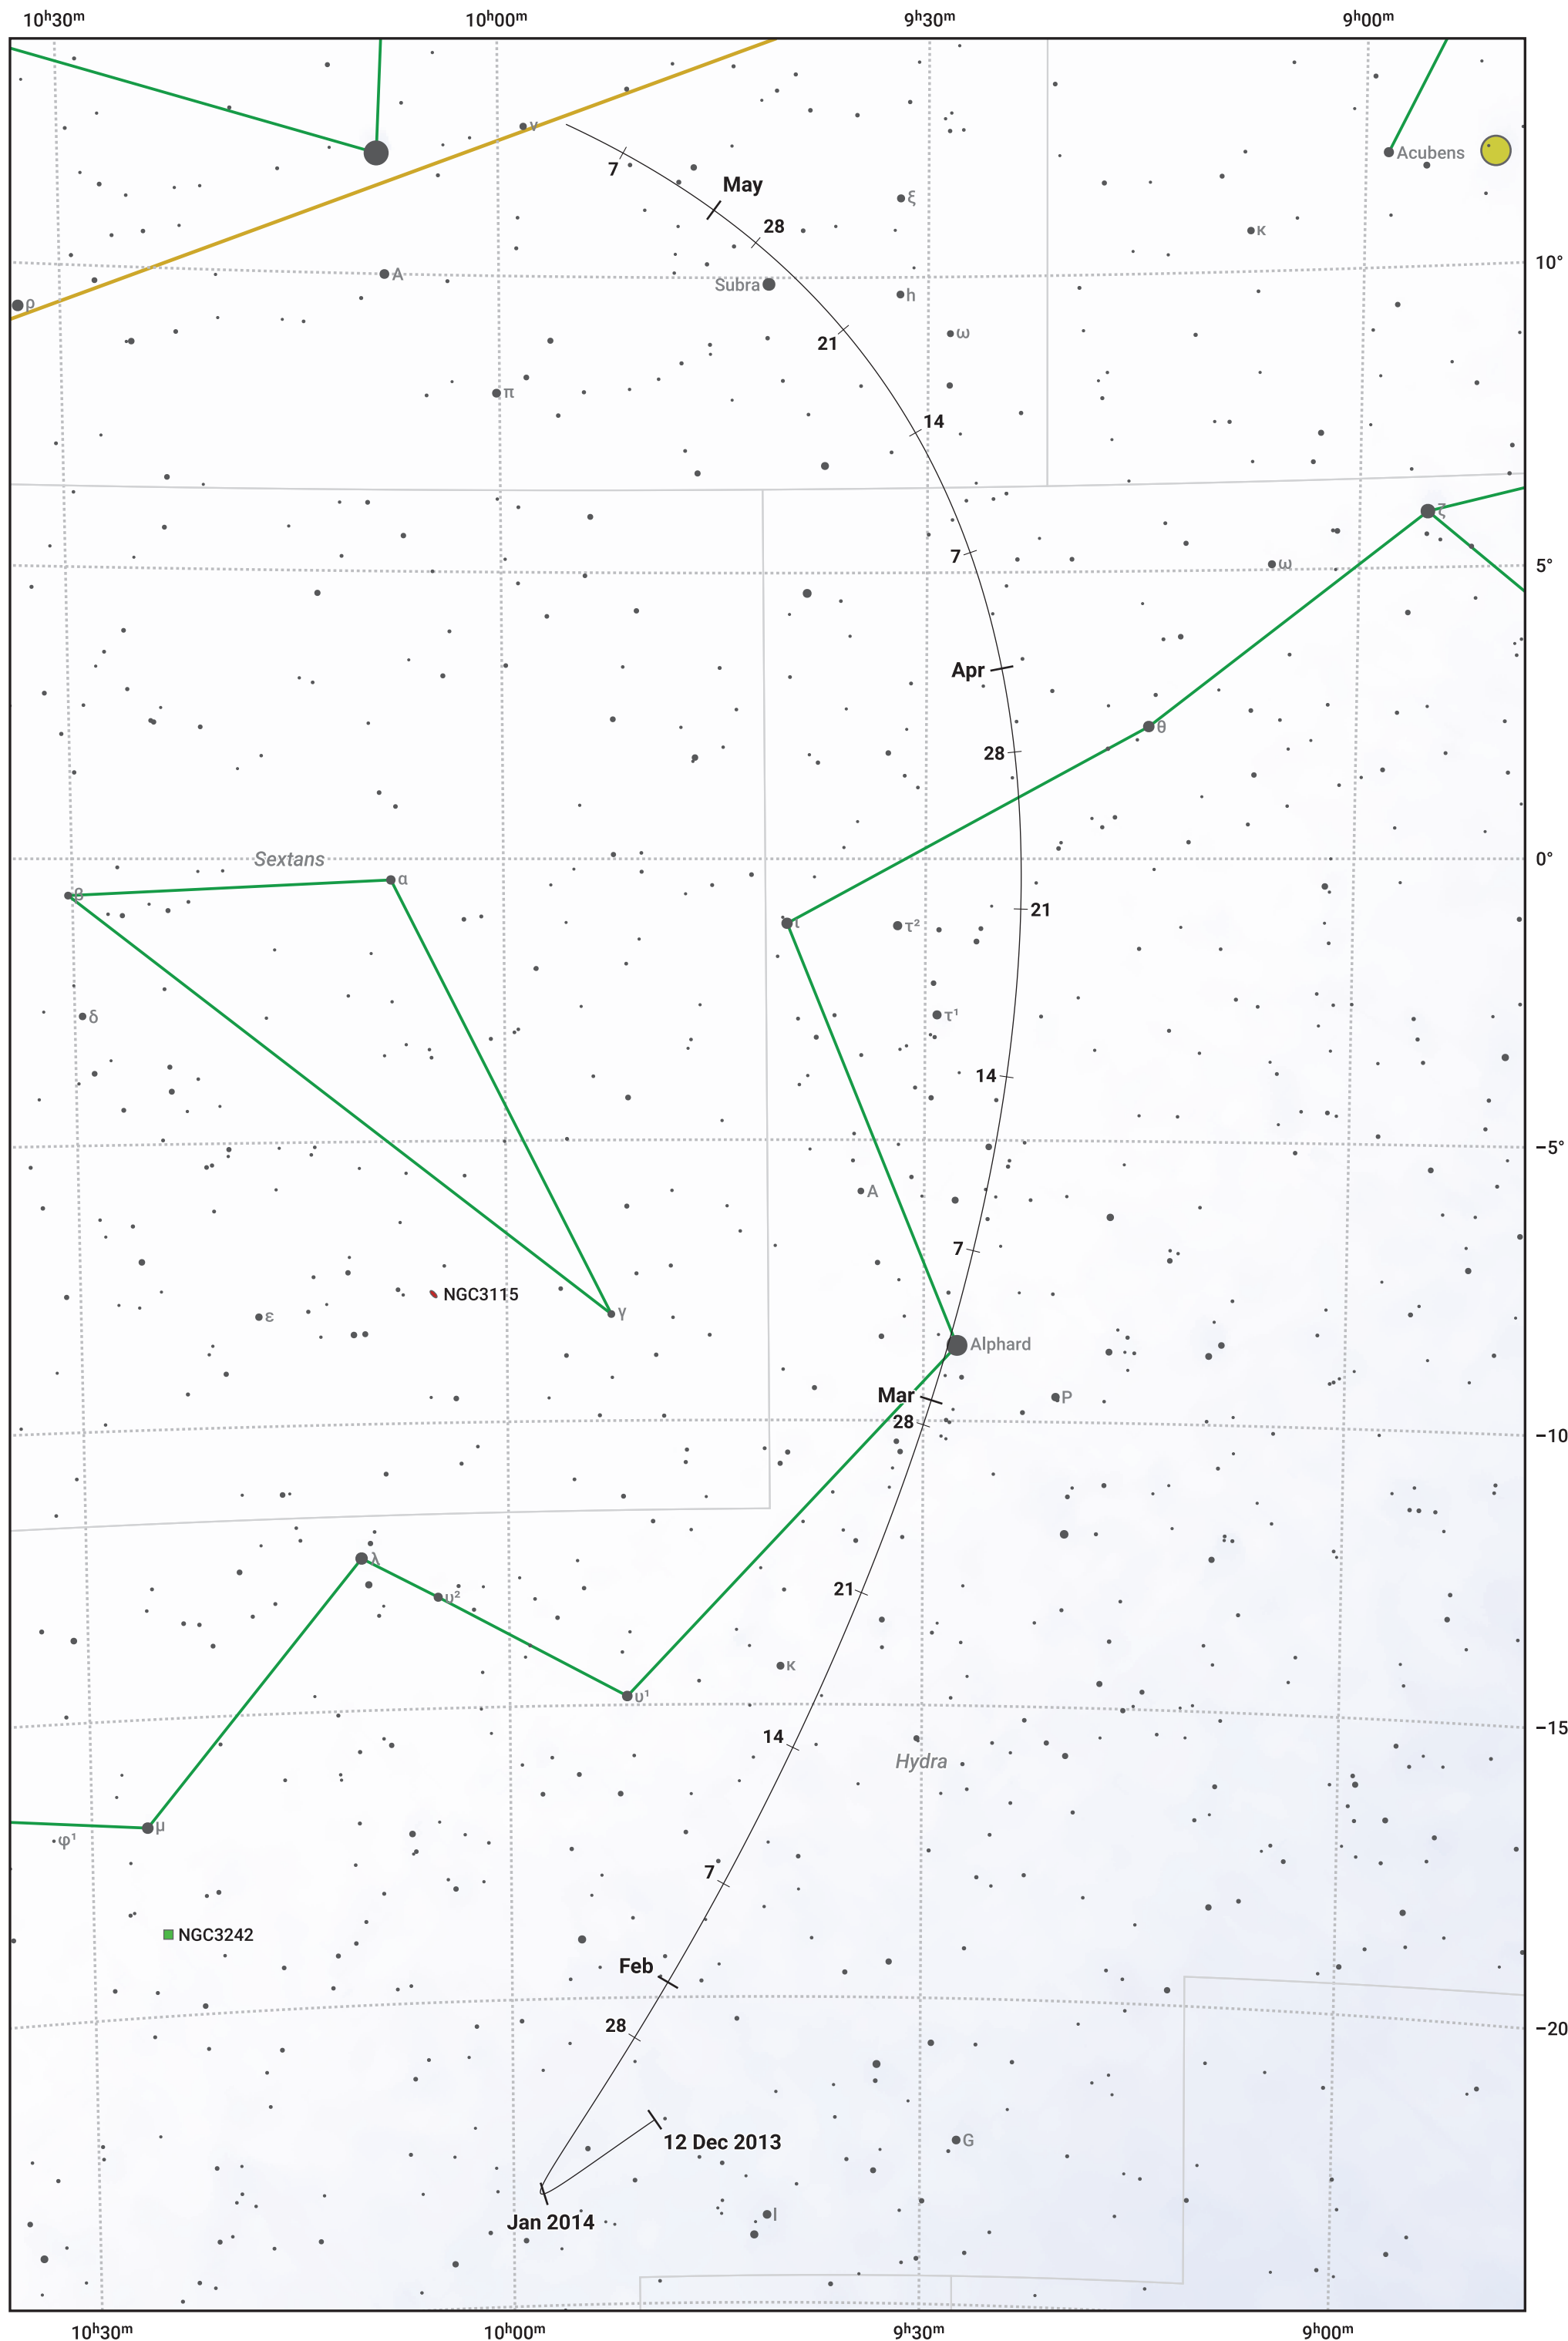 10ʰ30ᵐ 10ʰ00ᵐ 9ʰ30ᵐ 9ʰ00ᵐ
ν
Acubens
7
May
ξ
28
κ
10°
A
Subra
h
ρ
ω
21
π
14
ζ
7
ω
5°
Apr
θ
28
Sextans
0°
α
β
21
ι
τ²
δ
τ¹
14
−5°
A
7
NGC3115
γ
ε
Alphard
Mar
P
28
−10
λ
21
υ²
κ
υ¹
−15
14
Hydra
μ
φ¹
7
NGC3242
Feb
−20
28
12 Dec 2013
G
I
Jan 2014
10ʰ30ᵐ 10ʰ00ᵐ 9ʰ30ᵐ 9ʰ00ᵐ